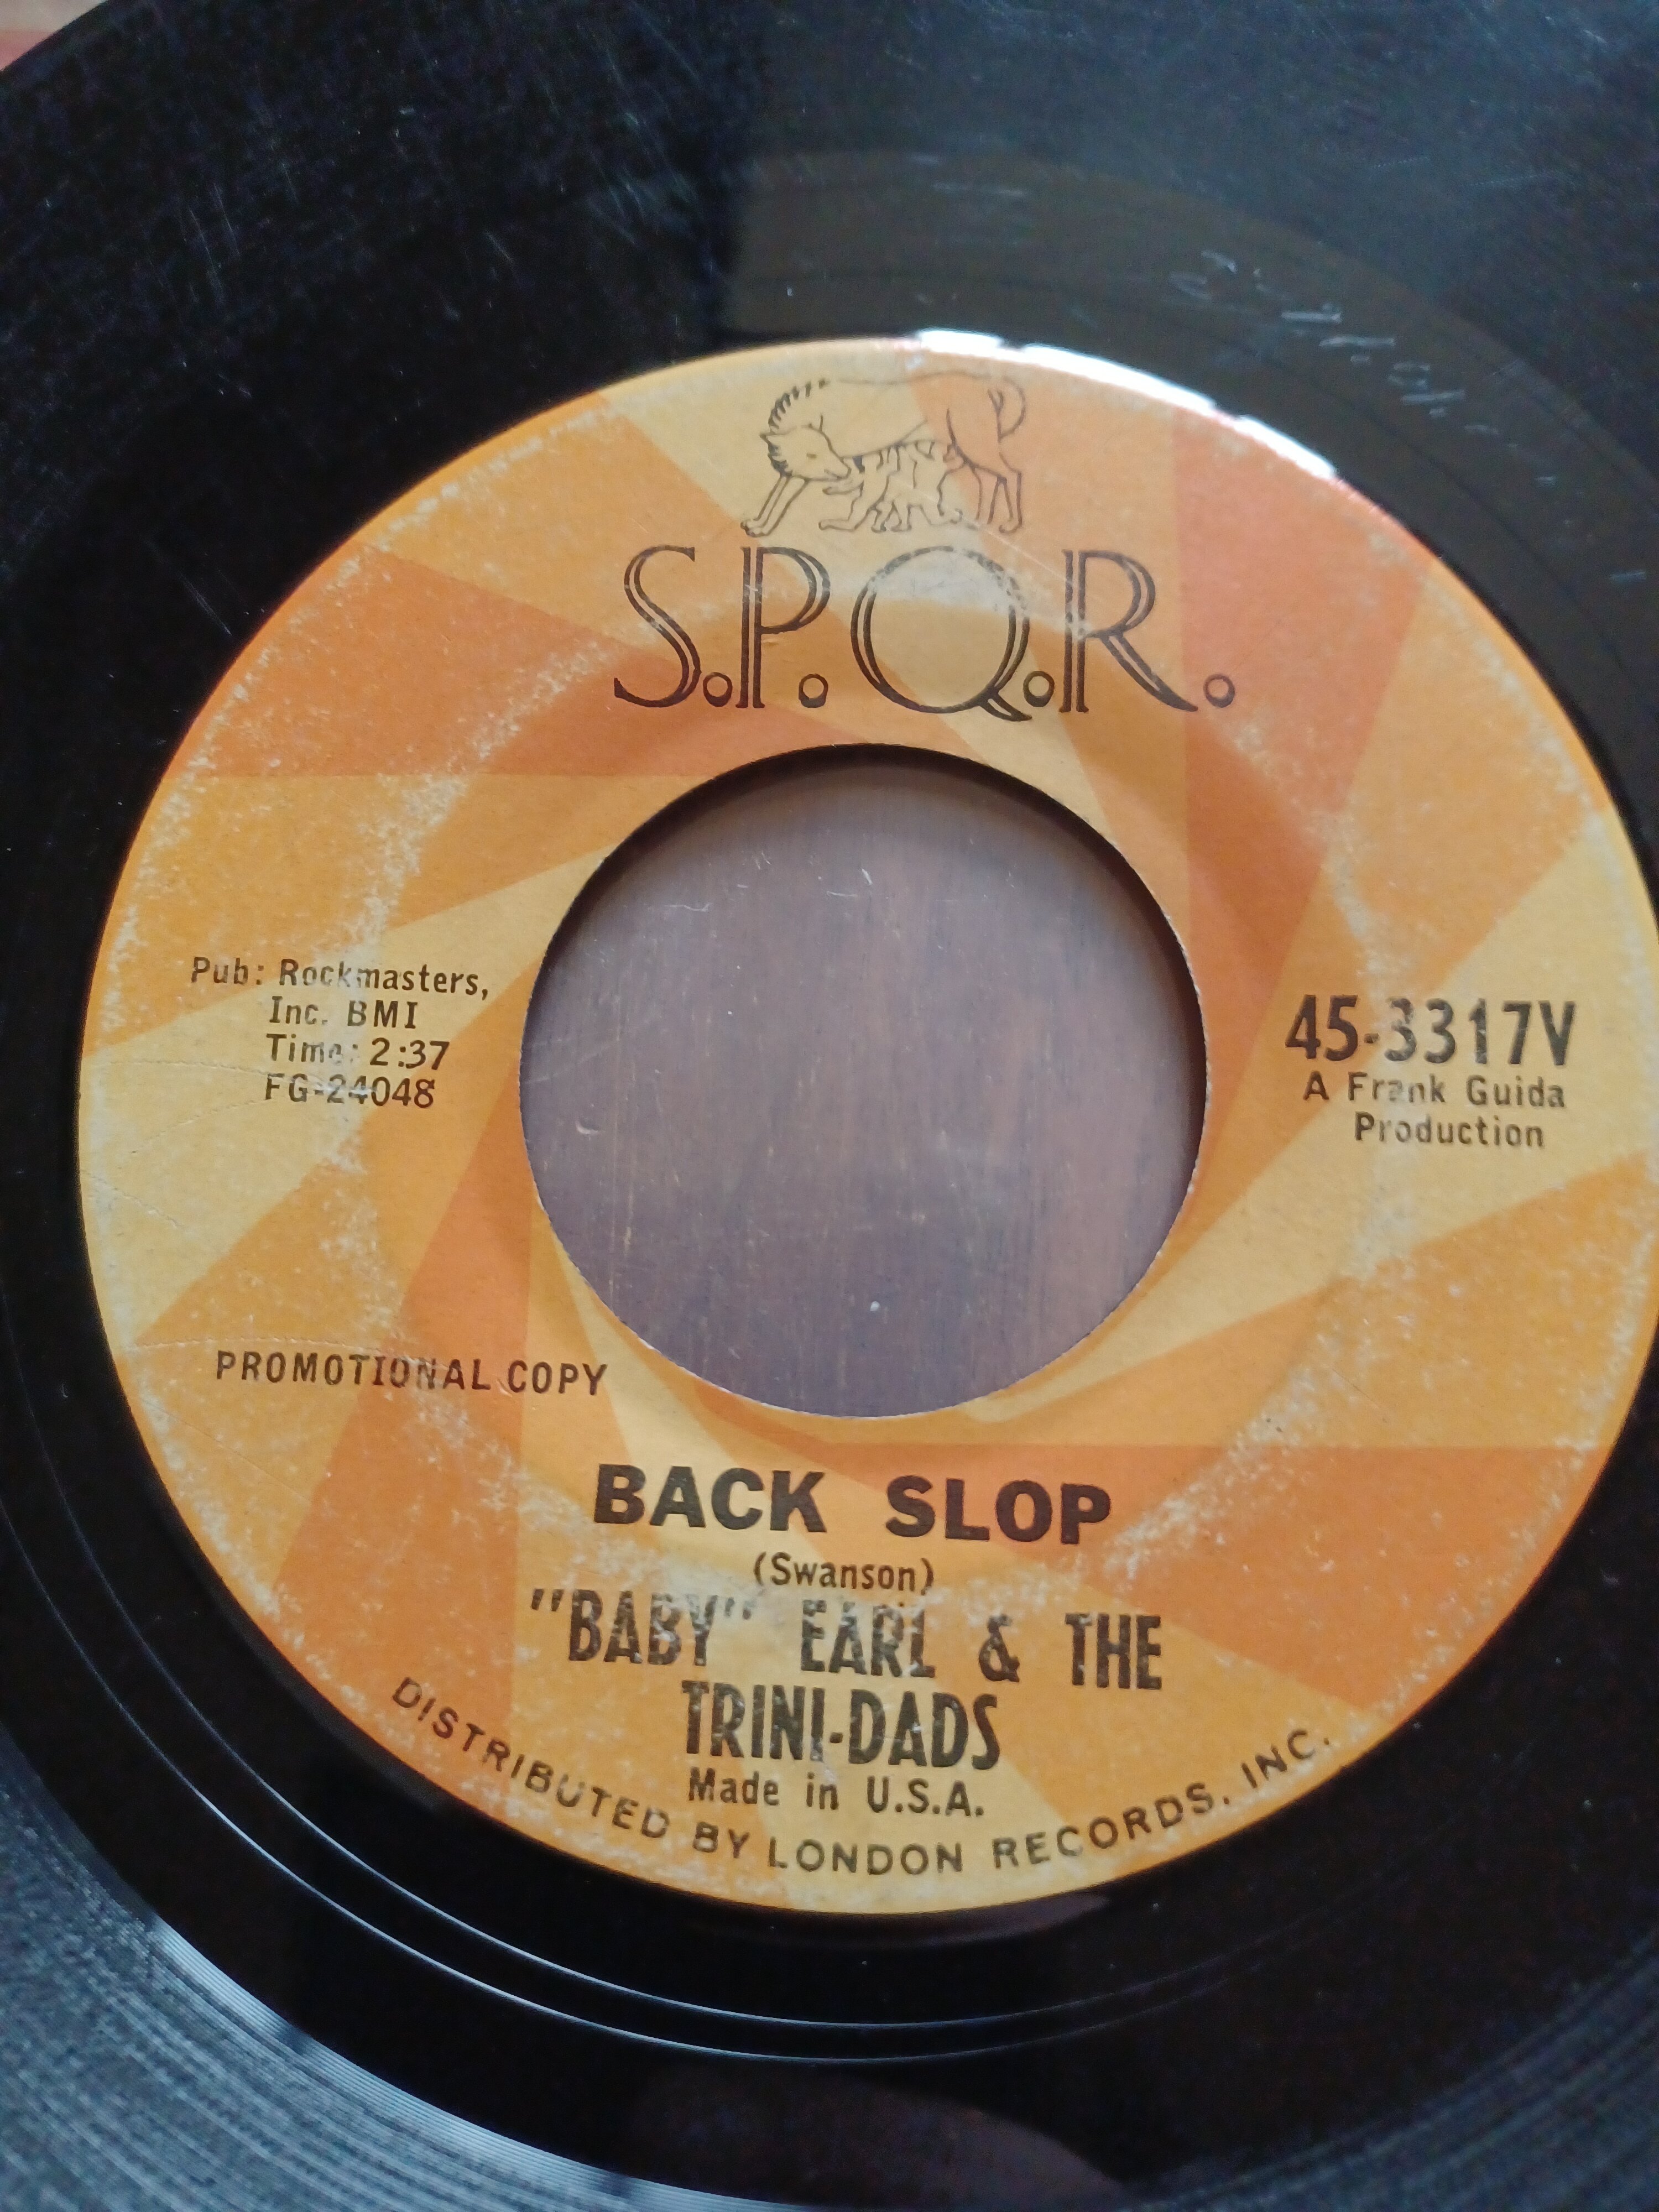 S.P.Q.R.
Pub: Rockmasters,
Inc. BMI
Time: 2:37
FG-24048
45-3317V
A Frank Guida
Production
PROMOTIONAL COPY
BACK SLOP
(Swanson)
"BABY" EARL & THE
TRINI-DADS
Made in U.S.A.
DISTRIBUTED BY LONDON RECORDS, INC.